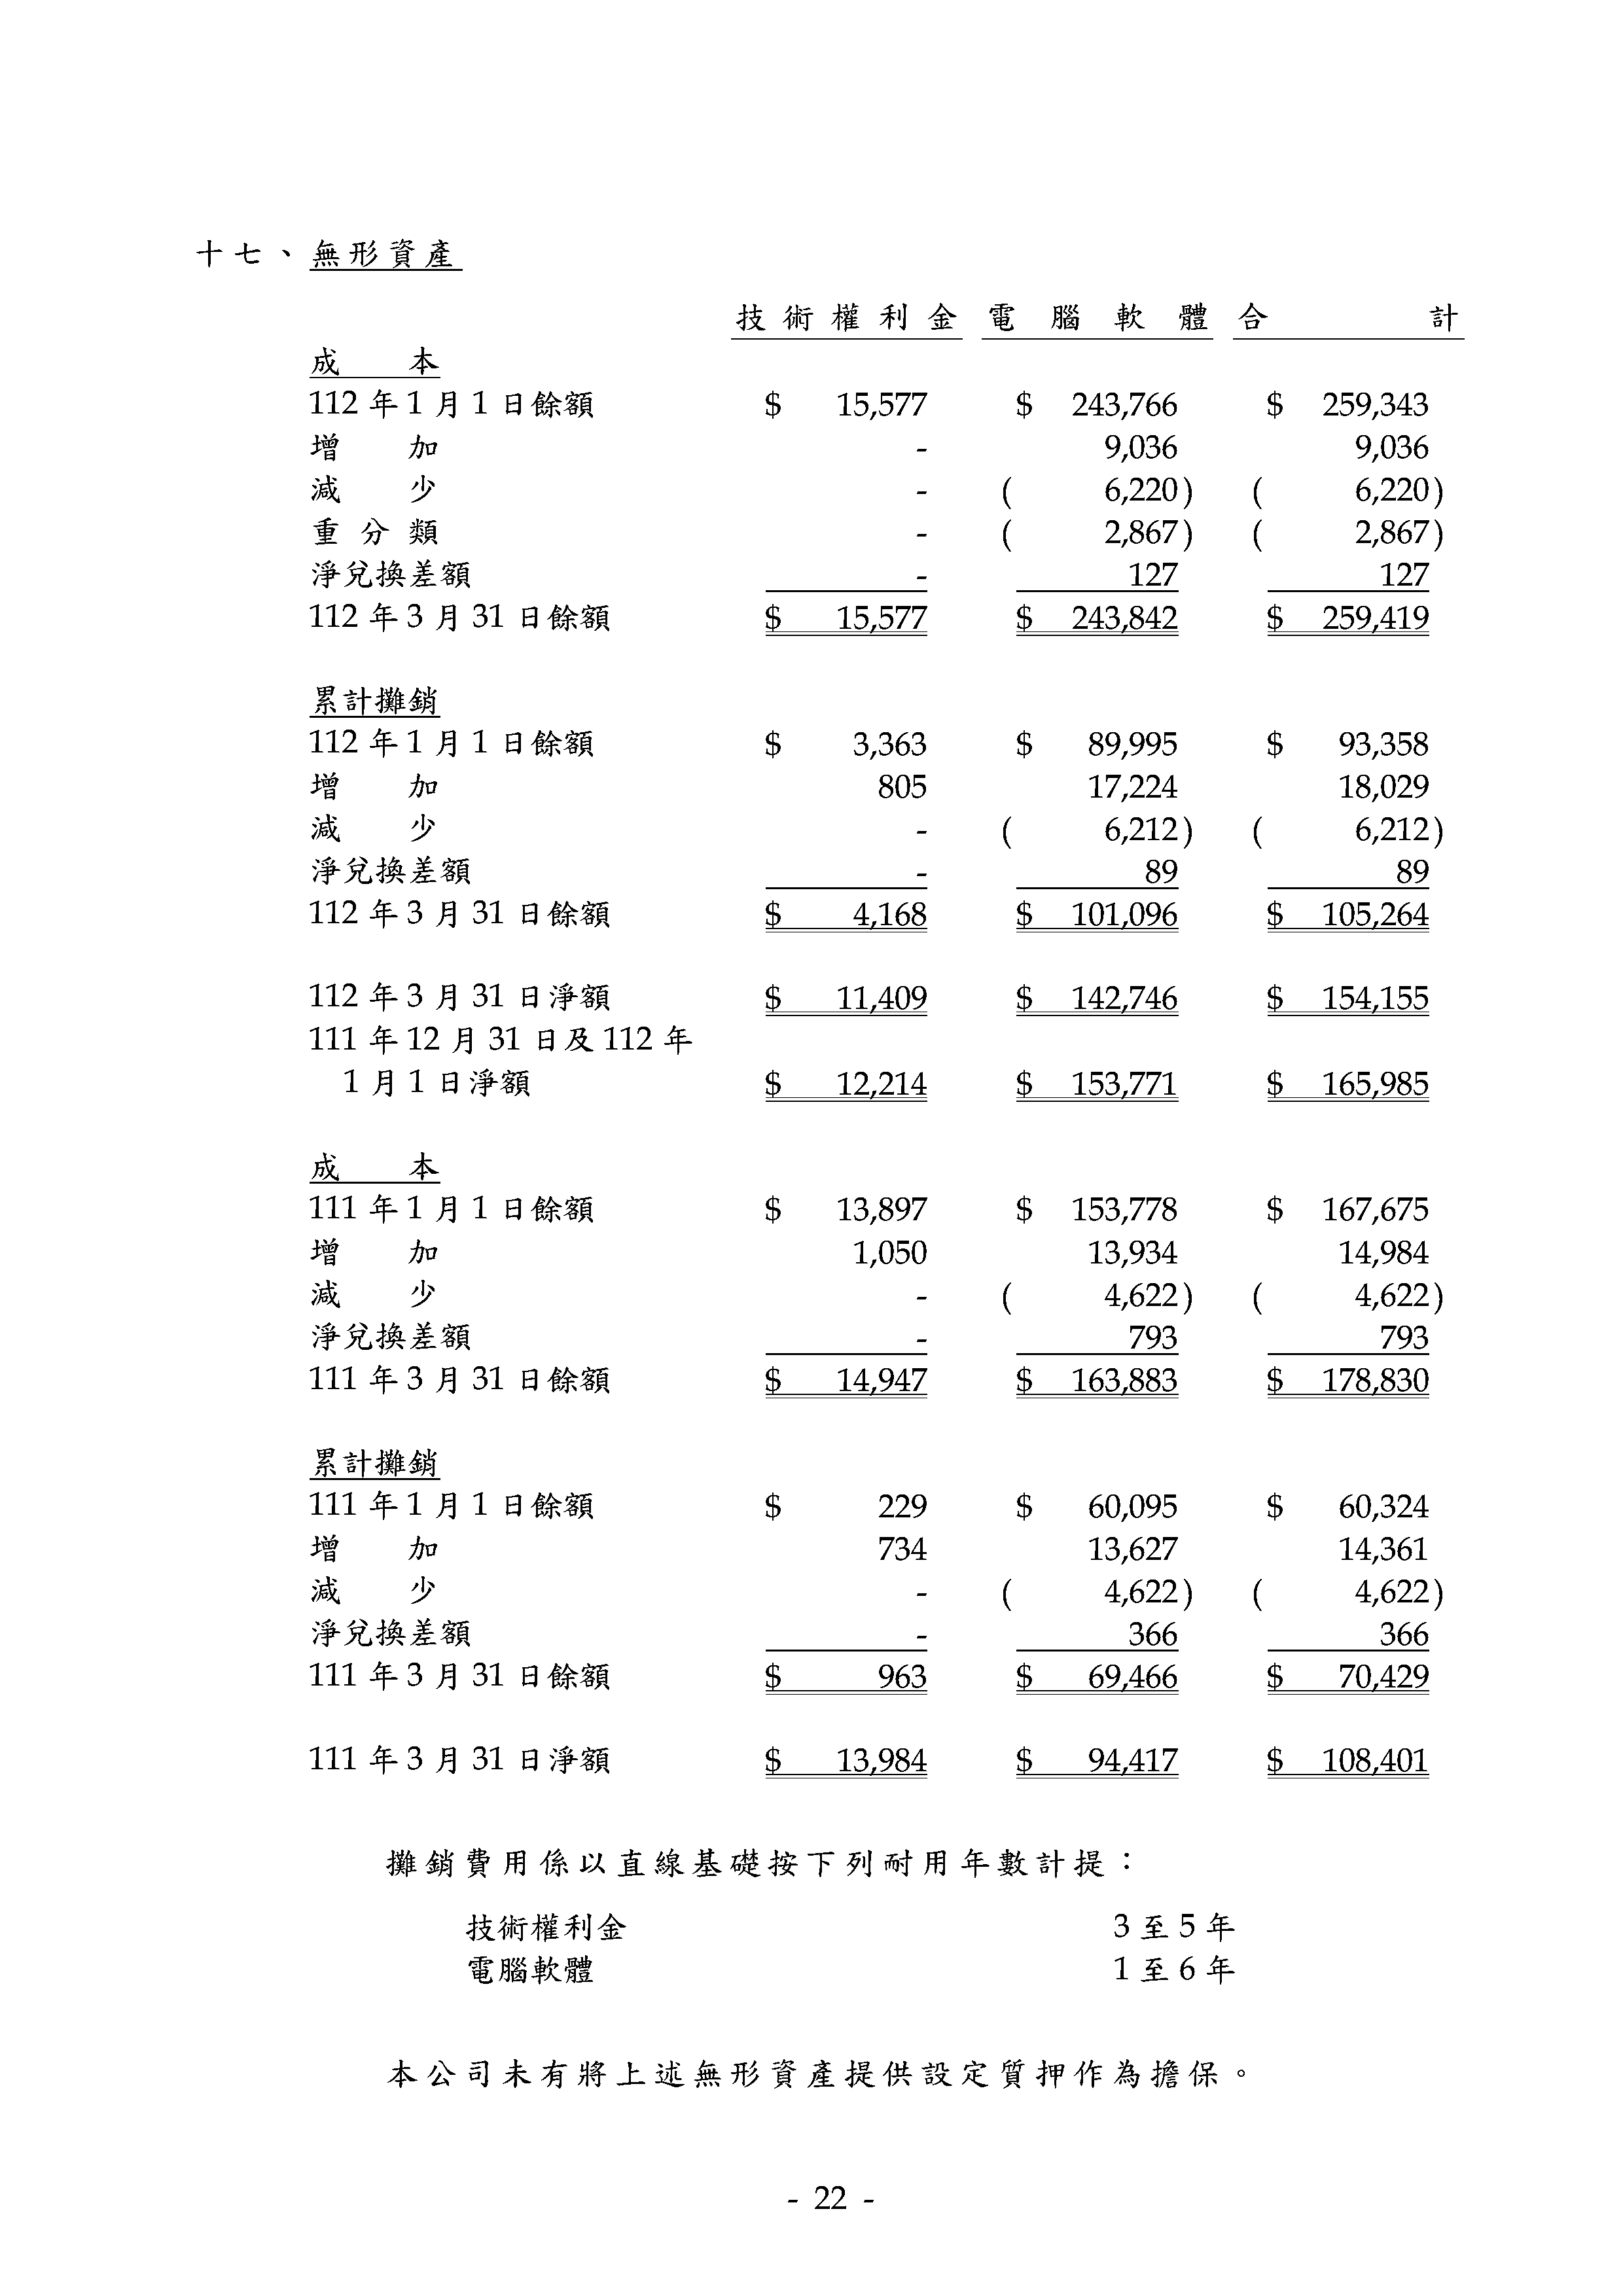 十七、無形資產
技術權利金 電腦軟體 合計
成本
112 年 1 月 1 日餘額 $ 15,577 $ 243,766 $ 259,343
增加 - 9,036 9,036
減少 - ( 6,220) ( 6,220)
重分類 - ( 2,867) ( 2,867)
淨兌換差額 - 127 127
112 年 3 月 31 日餘額 $ 15,577 $ 243,842 $ 259,419
累計攤銷
112 年 1 月 1 日餘額 $ 3,363 $ 89,995 $ 93,358
增加 805 17,224 18,029
減少 - ( 6,212) ( 6,212)
淨兌換差額 - 89 89
112 年 3 月 31 日餘額 $ 4,168 $ 101,096 $ 105,264
112 年 3 月 31 日淨額 $ 11,409 $ 142,746 $ 154,155
111 年 12 月 31 日及 112 年
1 月 1 日淨額 $ 12,214 $ 153,771 $ 165,985
成本
111 年 1 月 1 日餘額 $ 13,897 $ 153,778 $ 167,675
增加 1,050 13,934 14,984
減少 - ( 4,622) ( 4,622)
淨兌換差額 - 793 793
111 年 3 月 31 日餘額 $ 14,947 $ 163,883 $ 178,830
累計攤銷
111 年 1 月 1 日餘額 $ 229 $ 60,095 $ 60,324
增加 734 13,627 14,361
減少 - ( 4,622) ( 4,622)
淨兌換差額 - 366 366
111 年 3 月 31 日餘額 $ 963 $ 69,466 $ 70,429
111 年 3 月 31 日淨額 $ 13,984 $ 94,417 $ 108,401
攤銷費用係以直線基礎按下列耐用年數計提：
技術權利金 3 至 5 年
電腦軟體 1 至 6 年
本公司未有將上述無形資產提供設定質押作為擔保。
- 22 -